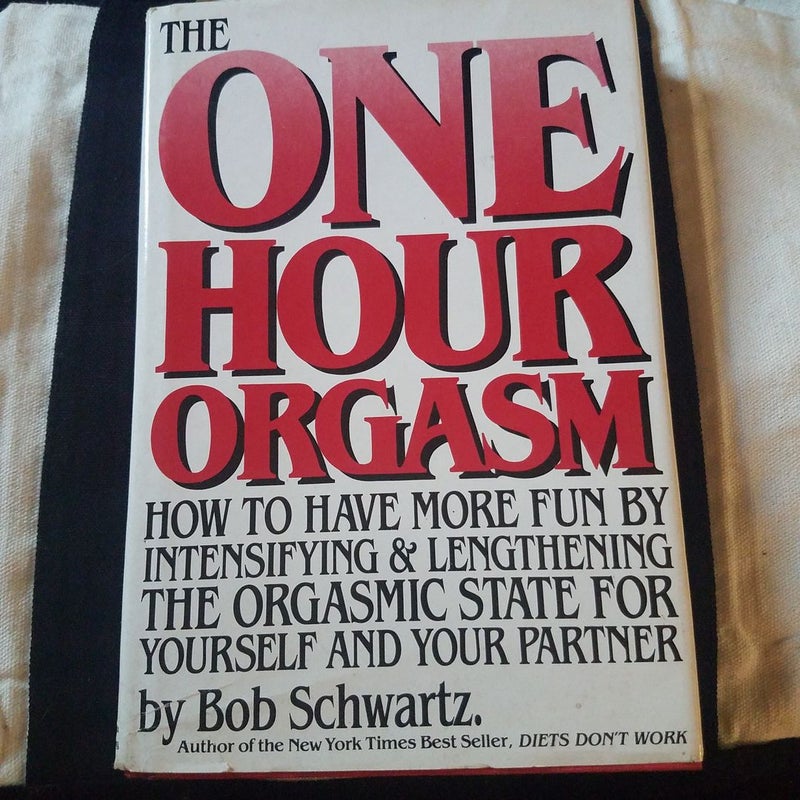 THE
ONE
HOUR
ORGASM
HOW TO HAVE MORE FUN BY
INTENSIFYING & LENGTHENING
THE ORGASMIC STATE FOR
YOURSELF AND YOUR PARTNER
by Bob Schwartz.
Author of the New York Times Best Seller, DIETS DON'T WORK